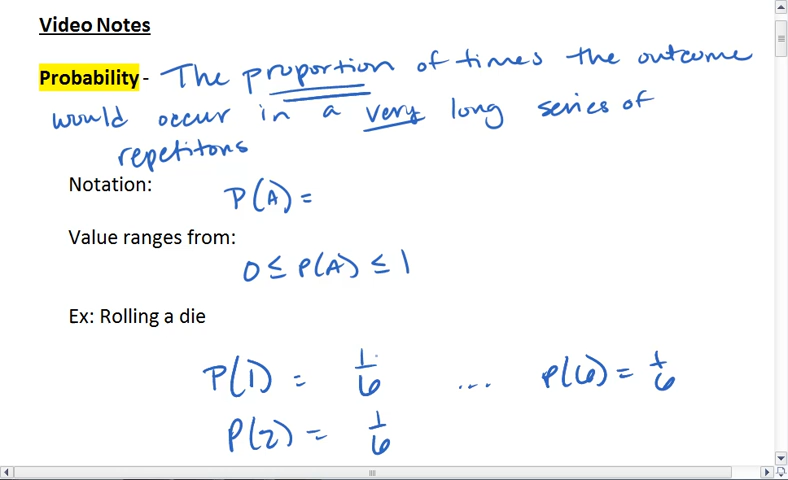 Video Notes
Probability - The proportion of times the outcome
would occur in a very long series of
repetitons
Notation: P(A) =
Value ranges from:
0 ≤ P(A) ≤ 1
Ex: Rolling a die
P(1) = 1/6 ... P(6) = 1/6
P(2) = 1/6